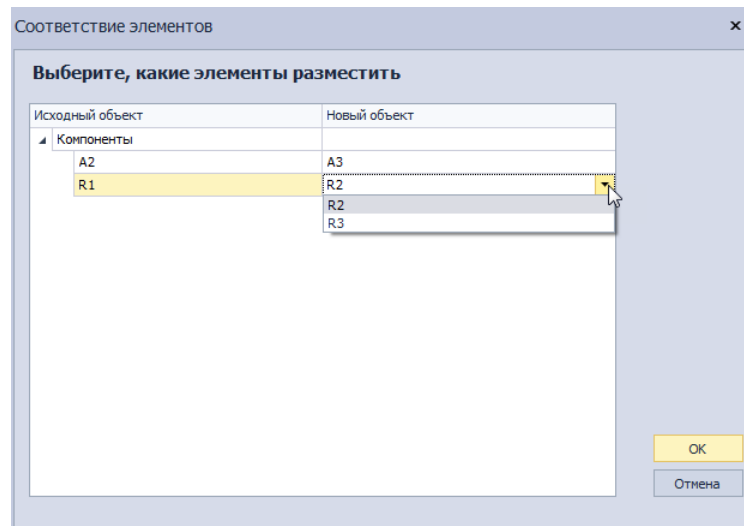 Соответствие элементов
Выберите, какие элементы разместить
Исходный объект Новый объект
Компоненты
A2 A3
R1 R2
R2
R3
OK
Отмена